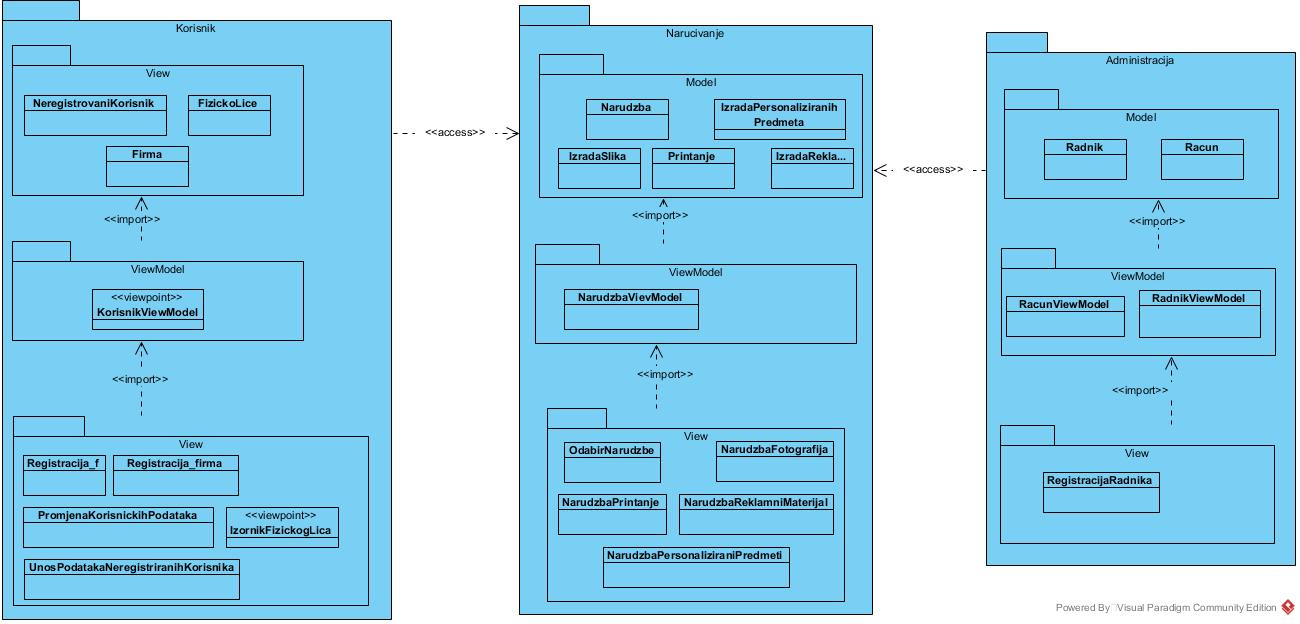 Korisnik
View
NeregistrovaniKorisnik
FizickoLice
Firma
<<import>>
ViewModel
<<viewpoint>>
KorisnikViewModel
<<import>>
View
Registracija_f
Registracija_firma
PromjenaKorisnickihPodataka
<<viewpoint>>
IzornikFizickogLica
UnosPodatakaNeregistriranihKorisnika
<<access>>
Narucivanje
Model
Narudzba
IzradaPersonaliziranih
Predmeta
IzradaSlika
Printanje
IzradaRekla...
<<import>>
ViewModel
NarudzbaVievModel
<<import>>
View
OdabirNarudzbe
NarudzbaFotografija
NarudzbaPrintanje
NarudzbaReklamniMaterijal
NarudzbaPersonaliziraniPredmeti
<<access>>
Administracija
Model
Radnik
Racun
<<import>>
ViewModel
RacunViewModel
RadnikViewModel
<<import>>
View
RegistracijaRadnika
Powered By Visual Paradigm Community Edition